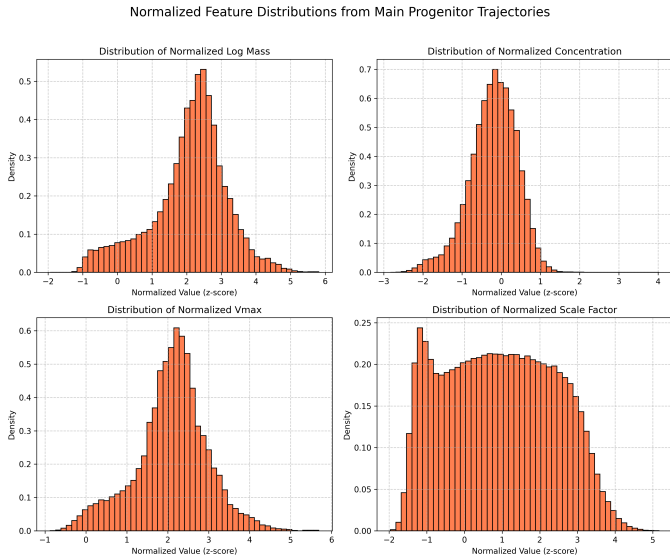 Normalized Feature Distributions from Main Progenitor Trajectories
Distribution of Normalized Log Mass
Density
0.5
0.4
0.3
0.2
0.1
0.0
−2 −1 0 1 2 3 4 5 6
Normalized Value (z-score)
Distribution of Normalized Concentration
Density
0.7
0.6
0.5
0.4
0.3
0.2
0.1
0.0
−3 −2 −1 0 1 2 3 4
Normalized Value (z-score)
Distribution of Normalized Vmax
Density
0.6
0.5
0.4
0.3
0.2
0.1
0.0
−1 0 1 2 3 4 5 6
Normalized Value (z-score)
Distribution of Normalized Scale Factor
Density
0.25
0.20
0.15
0.10
0.05
0.00
−2 −1 0 1 2 3 4 5
Normalized Value (z-score)